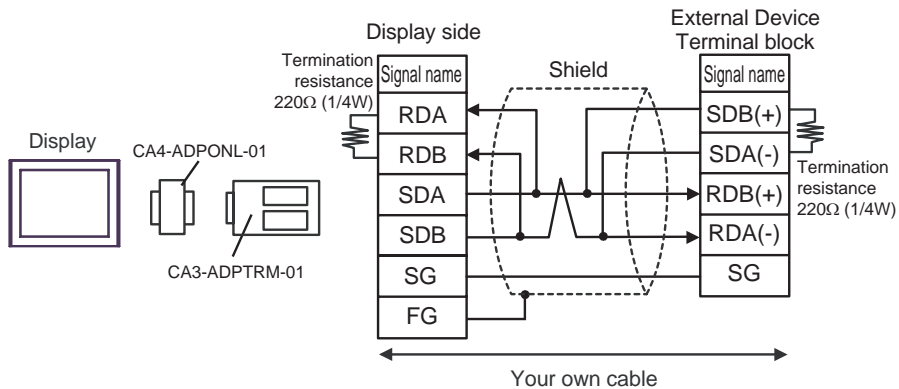 Display side
External Device
Terminal block
Termination
resistance
220Ω (1/4W)
Signal name
RDA
RDB
SDA
SDB
SG
FG
Shield
Signal name
SDB(+)
SDA(-)
RDB(+)
RDA(-)
SG
Termination
resistance
220Ω (1/4W)
Display
CA4-ADPONL-01
CA3-ADPTRM-01
Your own cable